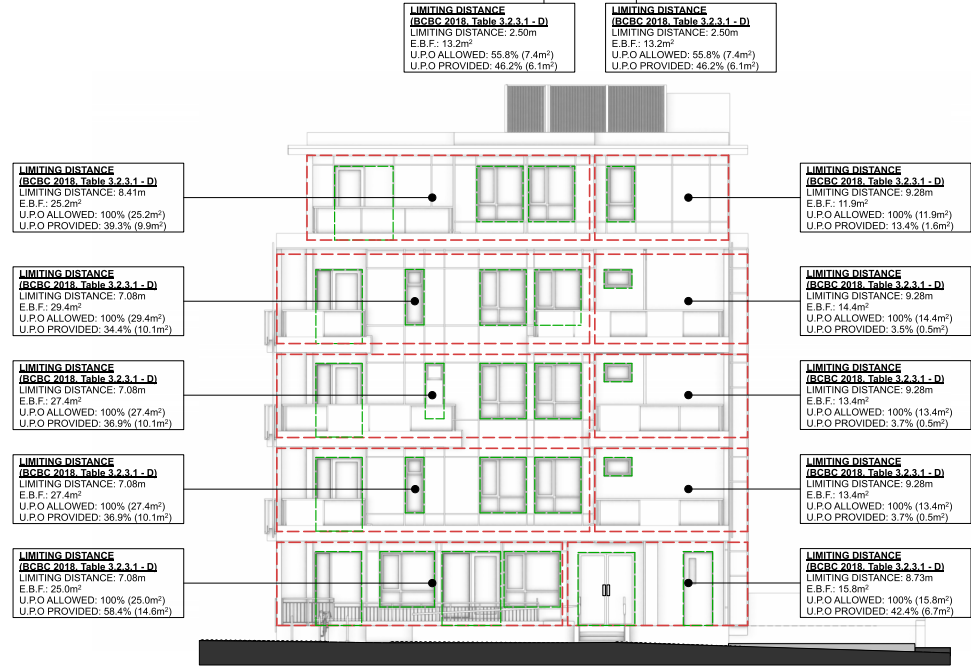 LIMITING DISTANCE
(BCBC 2018. Table 3.2.3.1 - D)
LIMITING DISTANCE: 2.50m
E.B.F.: 13.2m²
U.P.O ALLOWED: 55.8% (7.4m²)
U.P.O PROVIDED: 46.2% (6.1m²)
LIMITING DISTANCE
(BCBC 2018. Table 3.2.3.1 - D)
LIMITING DISTANCE: 2.50m
E.B.F.: 13.2m²
U.P.O ALLOWED: 55.8% (7.4m²)
U.P.O PROVIDED: 46.2% (6.1m²)
LIMITING DISTANCE
(BCBC 2018. Table 3.2.3.1 - D)
LIMITING DISTANCE: 8.41m
E.B.F.: 25.2m²
U.P.O ALLOWED: 100% (25.2m²)
U.P.O PROVIDED: 39.3% (9.9m²)
LIMITING DISTANCE
(BCBC 2018. Table 3.2.3.1 - D)
LIMITING DISTANCE: 9.28m
E.B.F.: 11.9m²
U.P.O ALLOWED: 100% (11.9m²)
U.P.O PROVIDED: 13.4% (1.6m²)
LIMITING DISTANCE
(BCBC 2018. Table 3.2.3.1 - D)
LIMITING DISTANCE: 7.08m
E.B.F.: 29.4m²
U.P.O ALLOWED: 100% (29.4m²)
U.P.O PROVIDED: 34.4% (10.1m²)
LIMITING DISTANCE
(BCBC 2018. Table 3.2.3.1 - D)
LIMITING DISTANCE: 9.28m
E.B.F.: 14.4m²
U.P.O ALLOWED: 100% (14.4m²)
U.P.O PROVIDED: 3.5% (0.5m²)
LIMITING DISTANCE
(BCBC 2018. Table 3.2.3.1 - D)
LIMITING DISTANCE: 7.08m
E.B.F.: 27.4m²
U.P.O ALLOWED: 100% (27.4m²)
U.P.O PROVIDED: 36.9% (10.1m²)
LIMITING DISTANCE
(BCBC 2018. Table 3.2.3.1 - D)
LIMITING DISTANCE: 9.28m
E.B.F.: 13.4m²
U.P.O ALLOWED: 100% (13.4m²)
U.P.O PROVIDED: 3.7% (0.5m²)
LIMITING DISTANCE
(BCBC 2018. Table 3.2.3.1 - D)
LIMITING DISTANCE: 7.08m
E.B.F.: 27.4m²
U.P.O ALLOWED: 100% (27.4m²)
U.P.O PROVIDED: 36.9% (10.1m²)
LIMITING DISTANCE
(BCBC 2018. Table 3.2.3.1 - D)
LIMITING DISTANCE: 9.28m
E.B.F.: 13.4m²
U.P.O ALLOWED: 100% (13.4m²)
U.P.O PROVIDED: 3.7% (0.5m²)
LIMITING DISTANCE
(BCBC 2018. Table 3.2.3.1 - D)
LIMITING DISTANCE: 7.08m
E.B.F.: 25.0m²
U.P.O ALLOWED: 100% (25.0m²)
U.P.O PROVIDED: 58.4% (14.6m²)
LIMITING DISTANCE
(BCBC 2018. Table 3.2.3.1 - D)
LIMITING DISTANCE: 8.73m
E.B.F.: 15.8m²
U.P.O ALLOWED: 100% (15.8m²)
U.P.O PROVIDED: 42.4% (6.7m²)